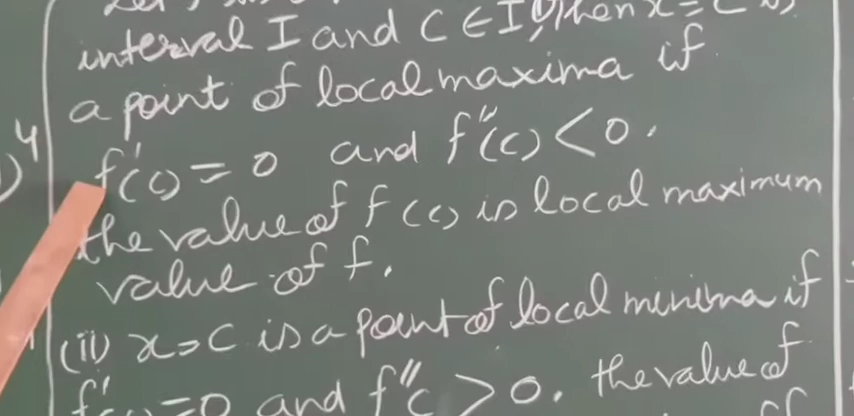 interval I and C ∈ I, then x = C is
a point of local maxima if
f'(c) = 0 and f''(c) < 0.
the value of f(c) is local maximum
value of f.
(ii) x = C is a point of local minima if
= 0 and f''c > 0. the value of